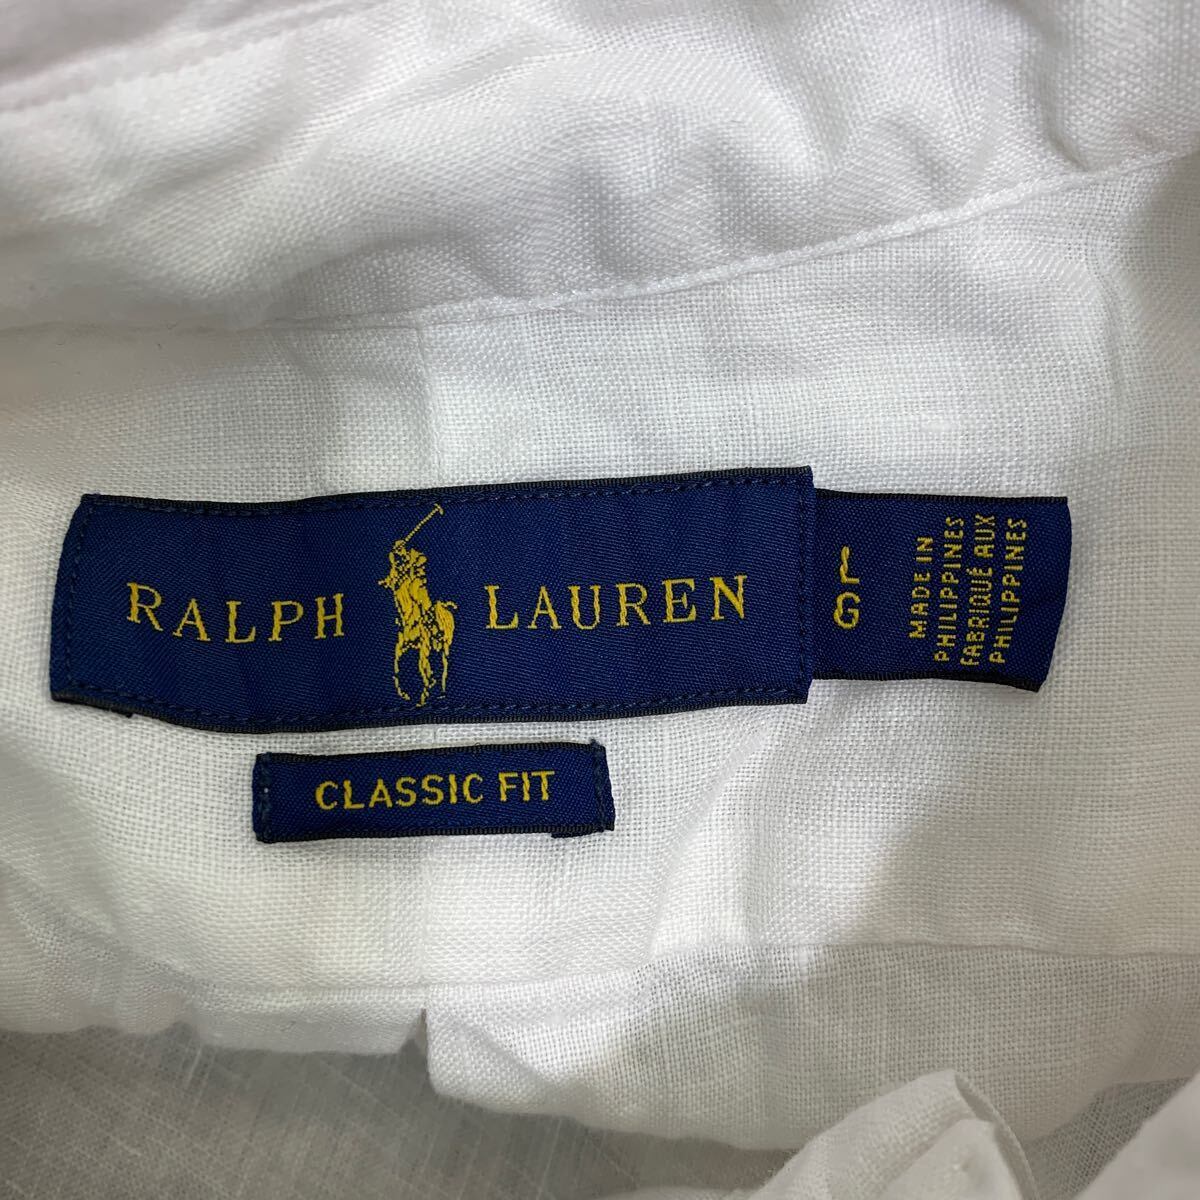 RALPH LAUREN
L
G
MADE IN
PHILIPPINES
FABRIQUÉ AUX
PHILIPPINES
CLASSIC FIT